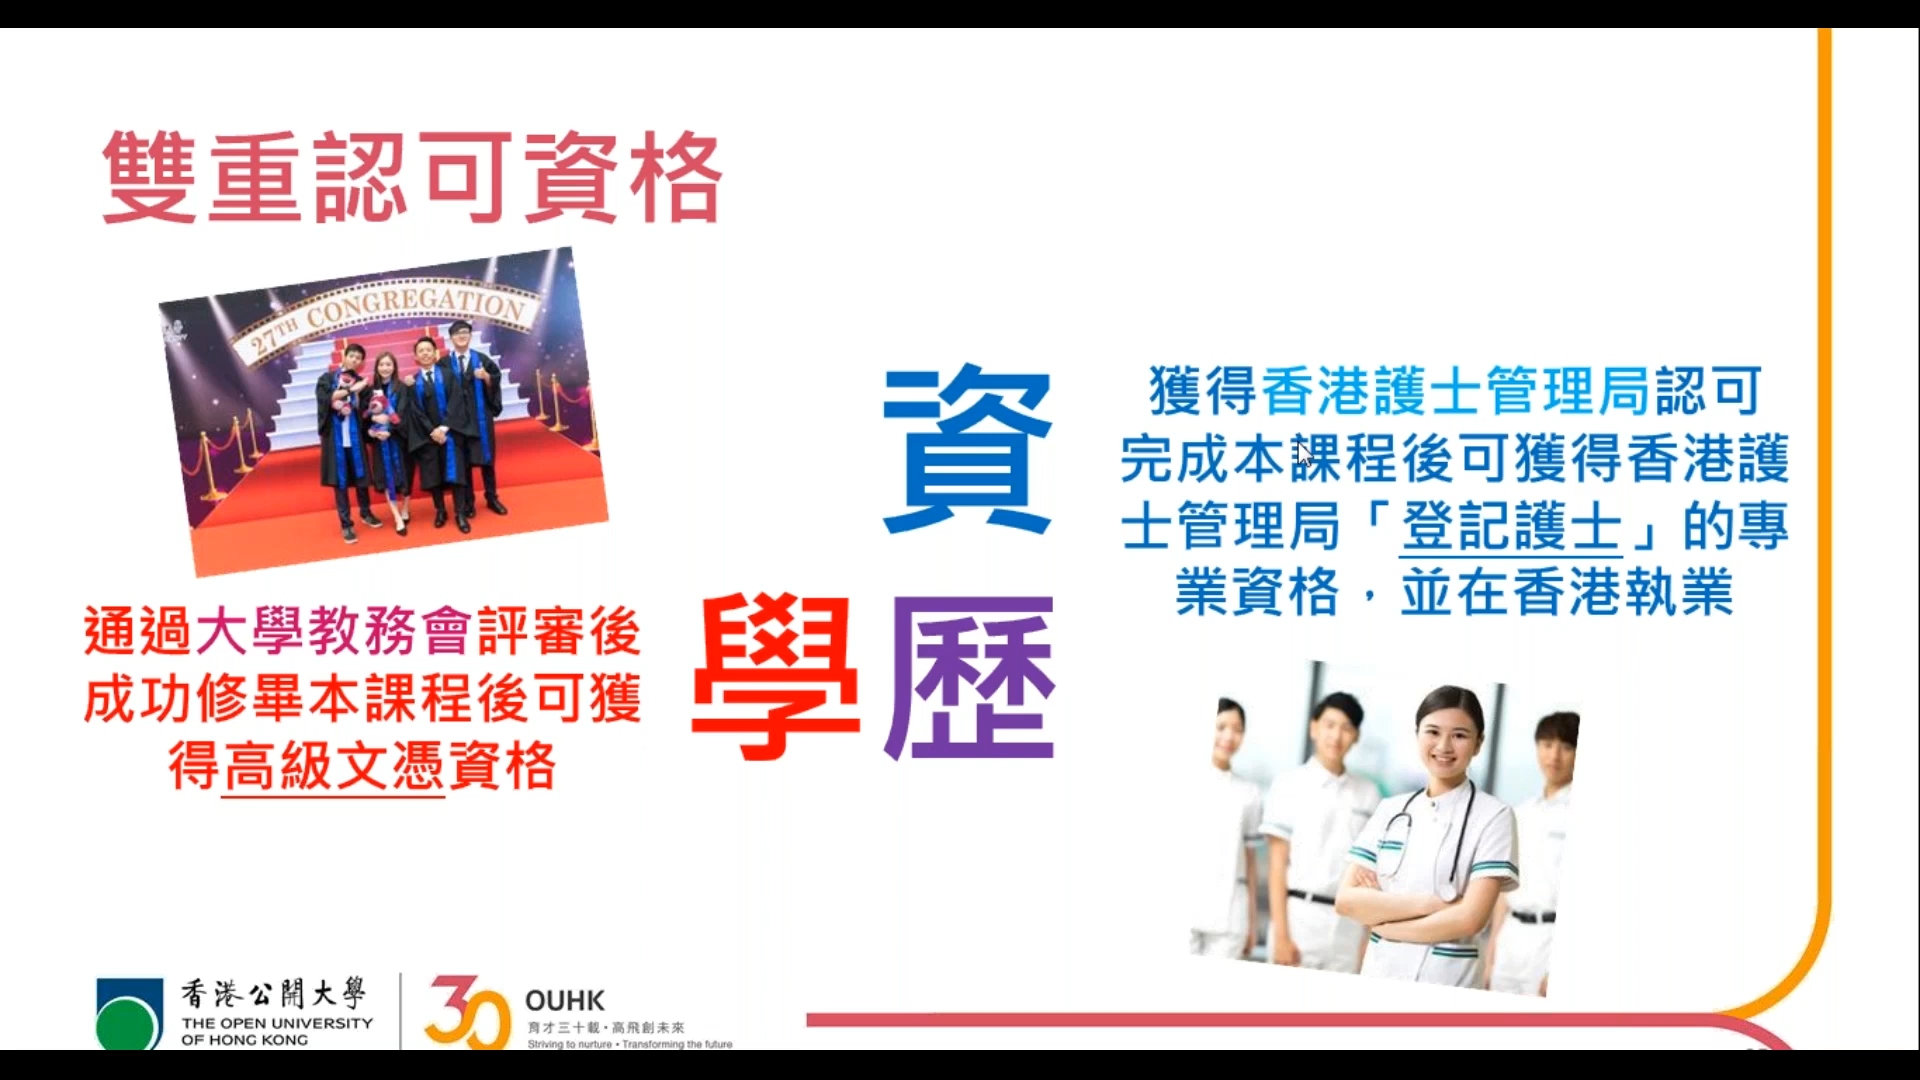 雙重認可資格
27TH CONGREGATION
通過大學教務會評審後
成功修畢本課程後可獲
得高級文憑資格
資
學歷
獲得香港護士管理局認可
完成本課程後可獲得香港護
士管理局「登記護士」的專
業資格，並在香港執業
香港公開大學
THE OPEN UNIVERSITY
OF HONG KONG
30
OUHK
育才三十載•高飛創未來
Striving to nurture • Transforming the future